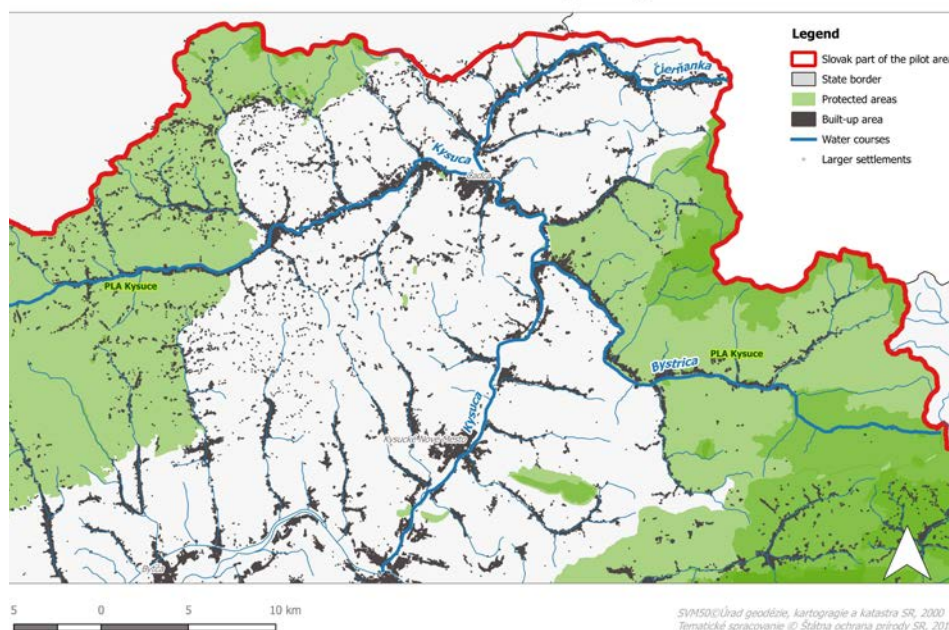 Legend
Slovak part of the pilot area
State border
Protected areas
Built-up area
Water courses
Larger settlements
Čierňanka
Kysuca
Čadca
PLA Kysuce
PLA Kysuce
Bystrica
Kysuca
Kysucké Nové Mesto
Bytča
5 0 5 10 km
SVM50©Úrad geodézie, kartogragie a katastra SR, 2000
Tematické spracovanie © Štátna ochrana prírody SR, 201